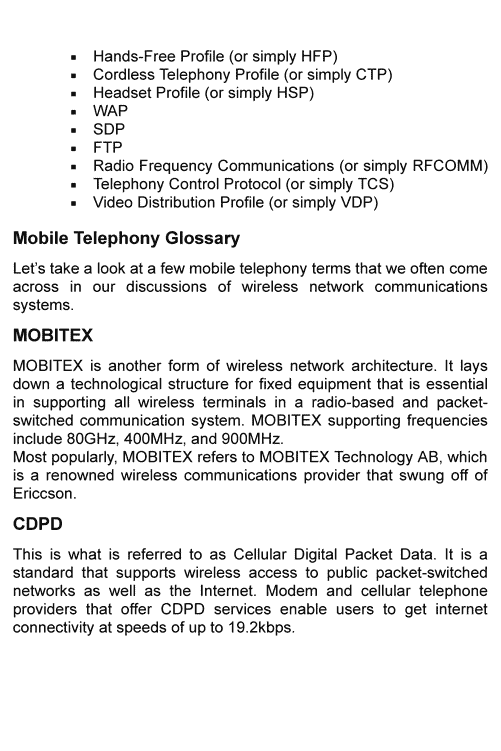 ▪ Hands-Free Profile (or simply HFP)
▪ Cordless Telephony Profile (or simply CTP)
▪ Headset Profile (or simply HSP)
▪ WAP
▪ SDP
▪ FTP
▪ Radio Frequency Communications (or simply RFCOMM)
▪ Telephony Control Protocol (or simply TCS)
▪ Video Distribution Profile (or simply VDP)
Mobile Telephony Glossary
Let's take a look at a few mobile telephony terms that we often come
across in our discussions of wireless network communications
systems.
MOBITEX
MOBITEX is another form of wireless network architecture. It lays
down a technological structure for fixed equipment that is essential
in supporting all wireless terminals in a radio-based and packet-
switched communication system. MOBITEX supporting frequencies
include 80GHz, 400MHz, and 900MHz.
Most popularly, MOBITEX refers to MOBITEX Technology AB, which
is a renowned wireless communications provider that swung off of
Ericcson.
CDPD
This is what is referred to as Cellular Digital Packet Data. It is a
standard that supports wireless access to public packet-switched
networks as well as the Internet. Modem and cellular telephone
providers that offer CDPD services enable users to get internet
connectivity at speeds of up to 19.2kbps.